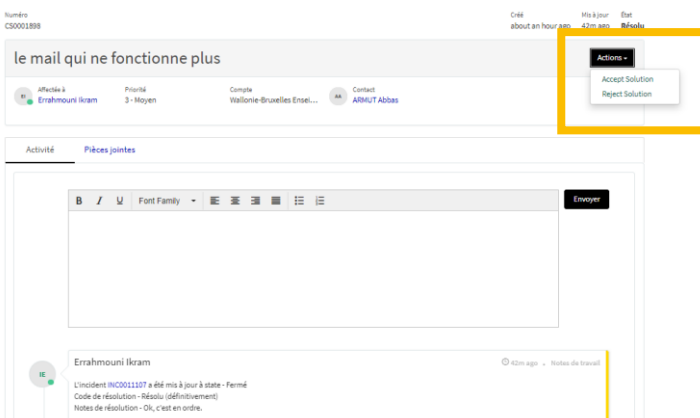 Numéro
CS0001898
Créé
about an hour ago
Mis à jour
42m ago
État
Résolu
le mail qui ne fonctionne plus
Actions
Accept Solution
Reject Solution
Affectée à
Errahmouni Ikram
Priorité
3 - Moyen
Compte
Wallonie-Bruxelles Ensei...
AA
Contact
ARMUT Abbas
Activité
Pièces jointes
B I U Font Family
Envoyer
IE
Errahmouni Ikram
42m ago . Notes de travail
L'incident INC0011107 a été mis à jour à state - Fermé
Code de résolution - Résolu (définitivement)
Notes de résolution - Ok, c'est en ordre.